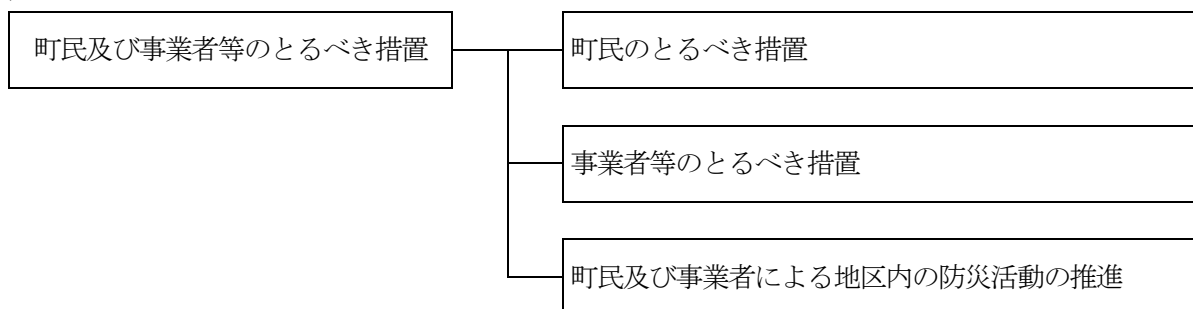 町民及び事業者等のとるべき措置
町民のとるべき措置
事業者等のとるべき措置
町民及び事業者による地区内の防災活動の推進